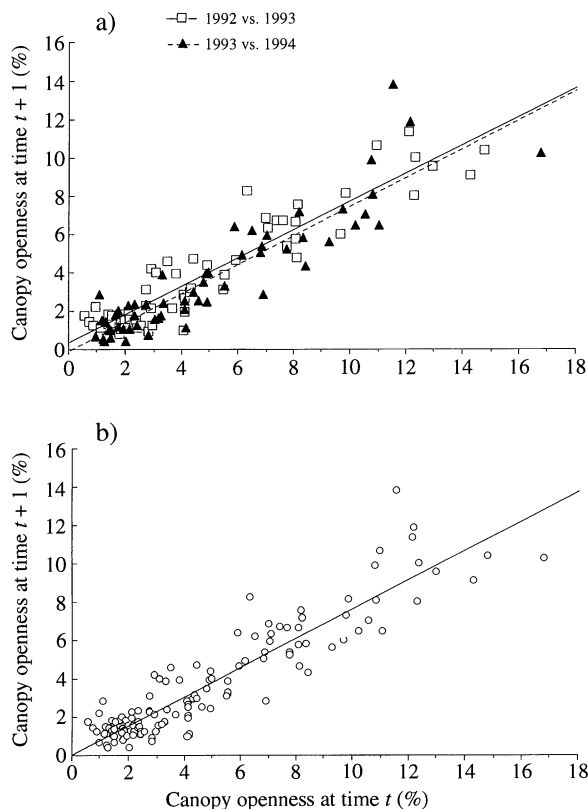 a)
1992 vs. 1993
1993 vs. 1994
Canopy openness at time t + 1 (%)
16
14
12
10
8
6
4
2
0
0 2 4 6 8 10 12 14 16 18
b)
Canopy openness at time t + 1 (%)
16
14
12
10
8
6
4
2
0
0 2 4 6 8 10 12 14 16 18
Canopy openness at time t (%)